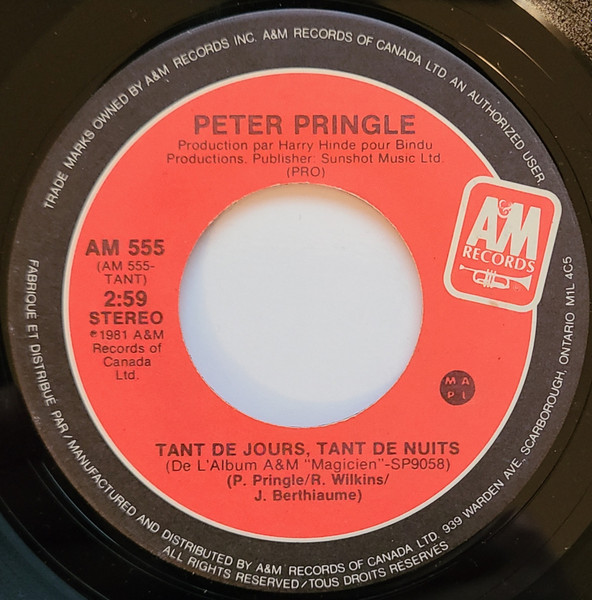 TRADE MARKS OWNED BY A&M RECORDS INC. A&M RECORDS OF CANADA LTD. AN AUTHORIZED USER.
PETER PRINGLE
Production par Harry Hinde pour Bindu
Productions. Publisher: Sunshot Music Ltd.
(PRO)
A&M
RECORDS
AM 555
(AM 555-
TANT)
2:59
STEREO
℗1981 A&M
Records of
Canada
Ltd.
M A
P L
TANT DE JOURS, TANT DE NUITS
(De L'Album A&M "Magicien"-SP9058)
(P. Pringle/R. Wilkins/
J. Berthiaume)
FABRIQUÉ ET DISTRIBUÉ PAR / MANUFACTURED AND DISTRIBUTED BY A&M RECORDS OF CANADA LTD. 939 WARDEN AVE, SCARBOROUGH, ONTARIO M1L 4C5
ALL RIGHTS RESERVED / TOUS DROITS RESERVÉS